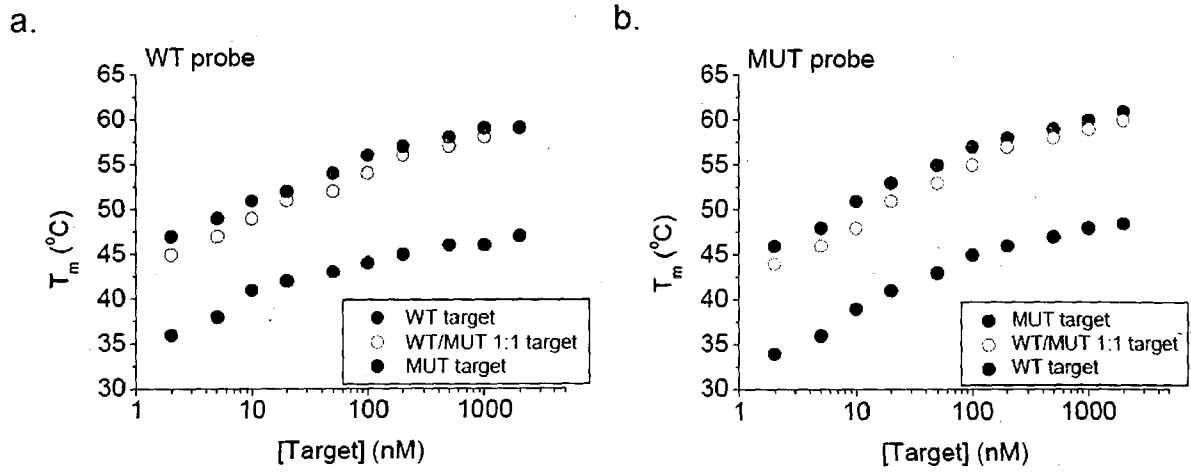 a.
WT probe
65
60
55
50
45
40
35
30
Tm (oC)
WT target
WT/MUT 1:1 target
MUT target
1
10
100
1000
[Target] (nM)
b.
MUT probe
65
60
55
50
45
40
35
30
Tm (oC)
MUT target
WT/MUT 1:1 target
WT target
1
10
100
1000
[Target] (nM)